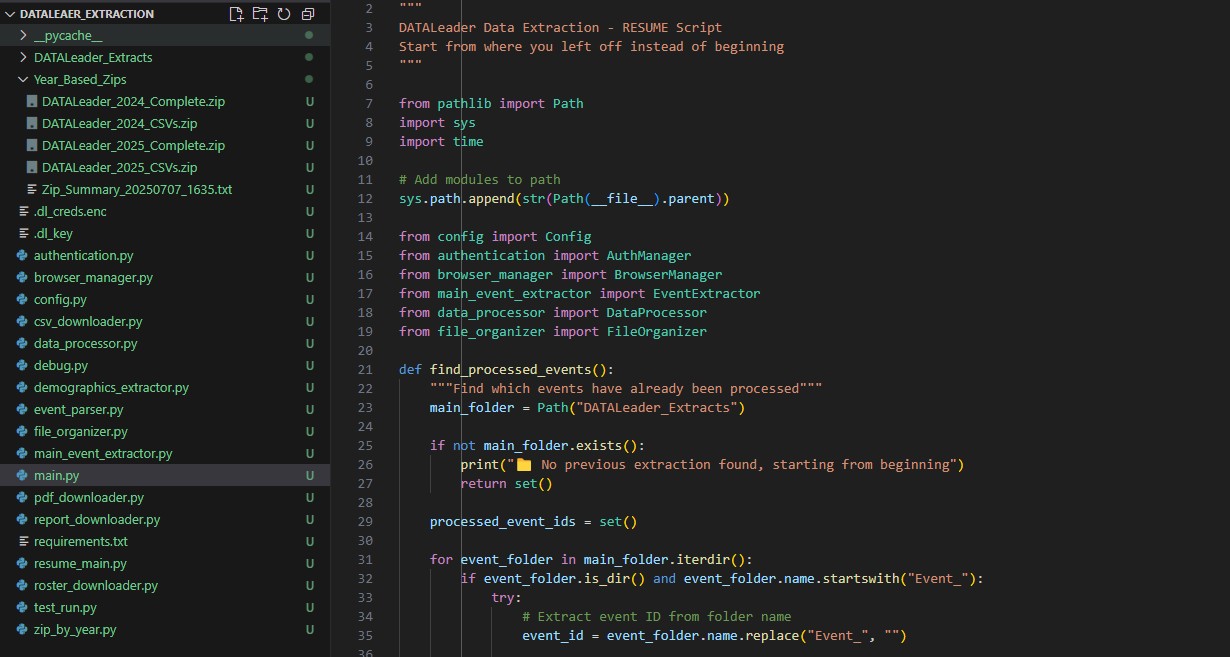 DATALEAER_EXTRACTION
__pycache__
DATALeader_Extracts
Year_Based_Zips
DATALeader_2024_Complete.zip U
DATALeader_2024_CSVs.zip U
DATALeader_2025_Complete.zip U
DATALeader_2025_CSVs.zip U
Zip_Summary_20250707_1635.txt U
.dl_creds.enc U
.dl_key U
authentication.py U
browser_manager.py U
config.py U
csv_downloader.py U
data_processor.py U
debug.py U
demographics_extractor.py U
event_parser.py U
file_organizer.py U
main_event_extractor.py U
main.py U
pdf_downloader.py U
report_downloader.py U
requirements.txt U
resume_main.py U
roster_downloader.py U
test_run.py U
zip_by_year.py U
2 """
3 DATALeader Data Extraction - RESUME Script
4 Start from where you left off instead of beginning
5 """
6
7 from pathlib import Path
8 import sys
9 import time
10
11 # Add modules to path
12 sys.path.append(str(Path(__file__).parent))
13
14 from config import Config
15 from authentication import AuthManager
16 from browser_manager import BrowserManager
17 from main_event_extractor import EventExtractor
18 from data_processor import DataProcessor
19 from file_organizer import FileOrganizer
20
21 def find_processed_events():
22     """Find which events have already been processed"""
23     main_folder = Path("DATALeader_Extracts")
24
25     if not main_folder.exists():
26         print("📁 No previous extraction found, starting from beginning")
27         return set()
28
29     processed_event_ids = set()
30
31     for event_folder in main_folder.iterdir():
32         if event_folder.is_dir() and event_folder.name.startswith("Event_"):
33             try:
34                 # Extract event ID from folder name
35                 event_id = event_folder.name.replace("Event_", "")
36